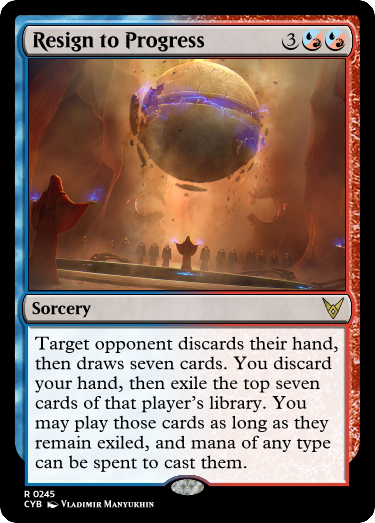 Resign to Progress 3
Sorcery
Target opponent discards their hand,
then draws seven cards. You discard
your hand, then exile the top seven
cards of that player's library. You
may play those cards as long as they
remain exiled, and mana of any type
can be spent to cast them.
R 0245
CYB Vladimir Manyukhin